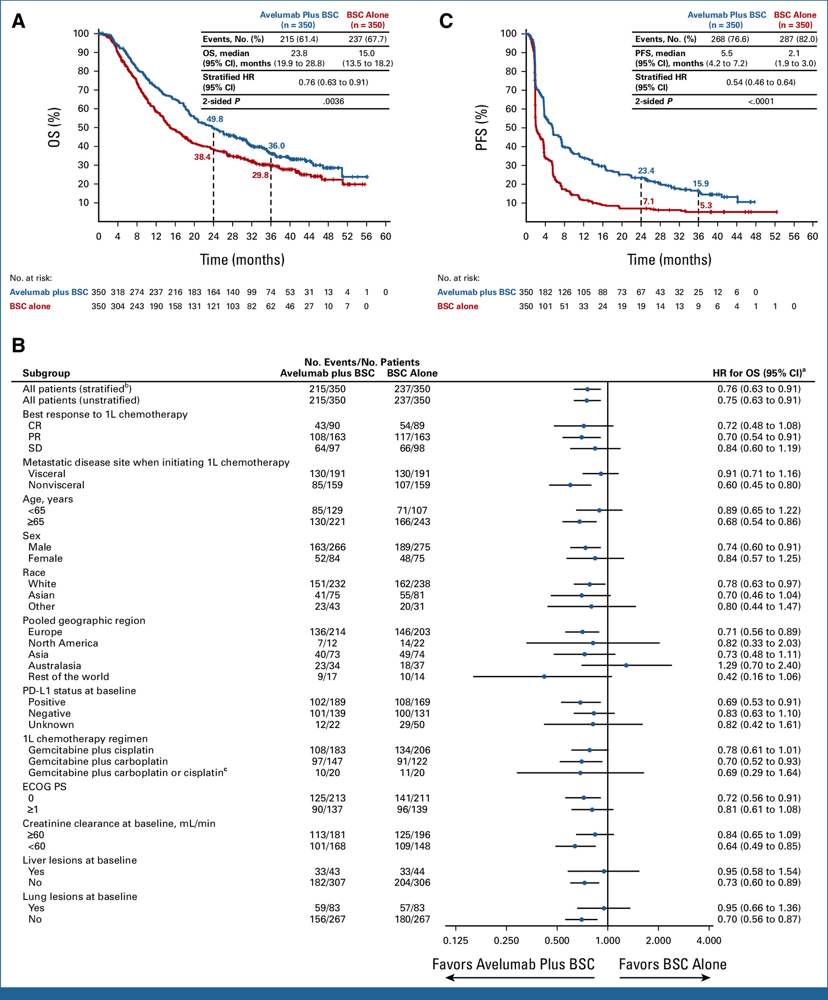 A
Avelumab Plus BSC BSC Alone
(n = 350) (n = 350)
Events, No. (%) 215 (61.4) 237 (67.7)
OS, median 23.8 15.0
(95% CI), months (19.9 to 28.8) (13.5 to 18.2)
Stratified HR
(95% CI) 0.76 (0.63 to 0.91)
2-sided P .0036
OS (%)
100
90
80
70
60
50
40
30
20
10
49.8
38.4
36.0
29.8
0 4 8 12 16 20 24 28 32 36 40 44 48 52 56 60
Time (months)
No. at risk:
Avelumab plus BSC 350 318 274 237 216 183 164 140 99 74 53 31 13 4 1 0
BSC alone 350 304 243 190 158 131 121 103 82 62 46 27 10 7 0
C
Avelumab Plus BSC BSC Alone
(n = 350) (n = 350)
Events, No. (%) 268 (76.6) 287 (82.0)
PFS, median 5.5 2.1
(95% CI), months (4.2 to 7.2) (1.9 to 3.0)
Stratified HR
(95% CI) 0.54 (0.46 to 0.64)
2-sided P <.0001
PFS (%)
100
90
80
70
60
50
40
30
20
10
23.4
7.1
15.9
5.3
0 4 8 12 16 20 24 28 32 36 40 44 48 52 56 60
Time (months)
No. at risk:
Avelumab plus BSC 350 182 126 105 88 73 67 43 32 25 12 6 0
BSC alone 350 101 51 33 24 19 19 14 13 9 6 4 1 1 0
B
No. Events/No. Patients
Subgroup Avelumab plus BSC BSC Alone HR for OS (95% CI)a
All patients (stratifiedb) 215/350 237/350 0.76 (0.63 to 0.91)
All patients (unstratified) 215/350 237/350 0.75 (0.63 to 0.91)
Best response to 1L chemotherapy
CR 43/90 54/89 0.72 (0.48 to 1.08)
PR 108/163 117/163 0.70 (0.54 to 0.91)
SD 64/97 66/98 0.84 (0.60 to 1.19)
Metastatic disease site when initiating 1L chemotherapy
Visceral 130/191 130/191 0.91 (0.71 to 1.16)
Nonvisceral 85/159 107/159 0.60 (0.45 to 0.80)
Age, years
<65 85/129 71/107 0.89 (0.65 to 1.22)
≥65 130/221 166/243 0.68 (0.54 to 0.86)
Sex
Male 163/266 189/275 0.74 (0.60 to 0.91)
Female 52/84 48/75 0.84 (0.57 to 1.25)
Race
White 151/232 162/238 0.78 (0.63 to 0.97)
Asian 41/75 55/81 0.70 (0.46 to 1.04)
Other 23/43 20/31 0.80 (0.44 to 1.47)
Pooled geographic region
Europe 136/214 146/203 0.71 (0.56 to 0.89)
North America 7/12 14/22 0.82 (0.33 to 2.03)
Asia 40/73 49/74 0.73 (0.48 to 1.11)
Australasia 23/34 18/37 1.29 (0.70 to 2.40)
Rest of the world 9/17 10/14 0.42 (0.16 to 1.06)
PD-L1 status at baseline
Positive 102/189 108/169 0.69 (0.53 to 0.91)
Negative 101/139 100/131 0.83 (0.63 to 1.10)
Unknown 12/22 29/50 0.82 (0.42 to 1.61)
1L chemotherapy regimen
Gemcitabine plus cisplatin 108/183 134/206 0.78 (0.61 to 1.01)
Gemcitabine plus carboplatin 97/147 91/122 0.70 (0.52 to 0.93)
Gemcitabine plus carboplatin or cisplatinc 10/20 11/20 0.69 (0.29 to 1.64)
ECOG PS
0 125/213 141/211 0.72 (0.56 to 0.91)
≥1 90/137 96/139 0.81 (0.61 to 1.08)
Creatinine clearance at baseline, mL/min
≥60 113/181 125/196 0.84 (0.65 to 1.09)
<60 101/168 109/148 0.64 (0.49 to 0.85)
Liver lesions at baseline
Yes 33/43 33/44 0.95 (0.58 to 1.54)
No 182/307 204/306 0.73 (0.60 to 0.89)
Lung lesions at baseline
Yes 59/83 57/83 0.95 (0.66 to 1.36)
No 156/267 180/267 0.70 (0.56 to 0.87)
0.125 0.250 0.500 1.000 2.000 4.000
Favors Avelumab Plus BSC Favors BSC Alone